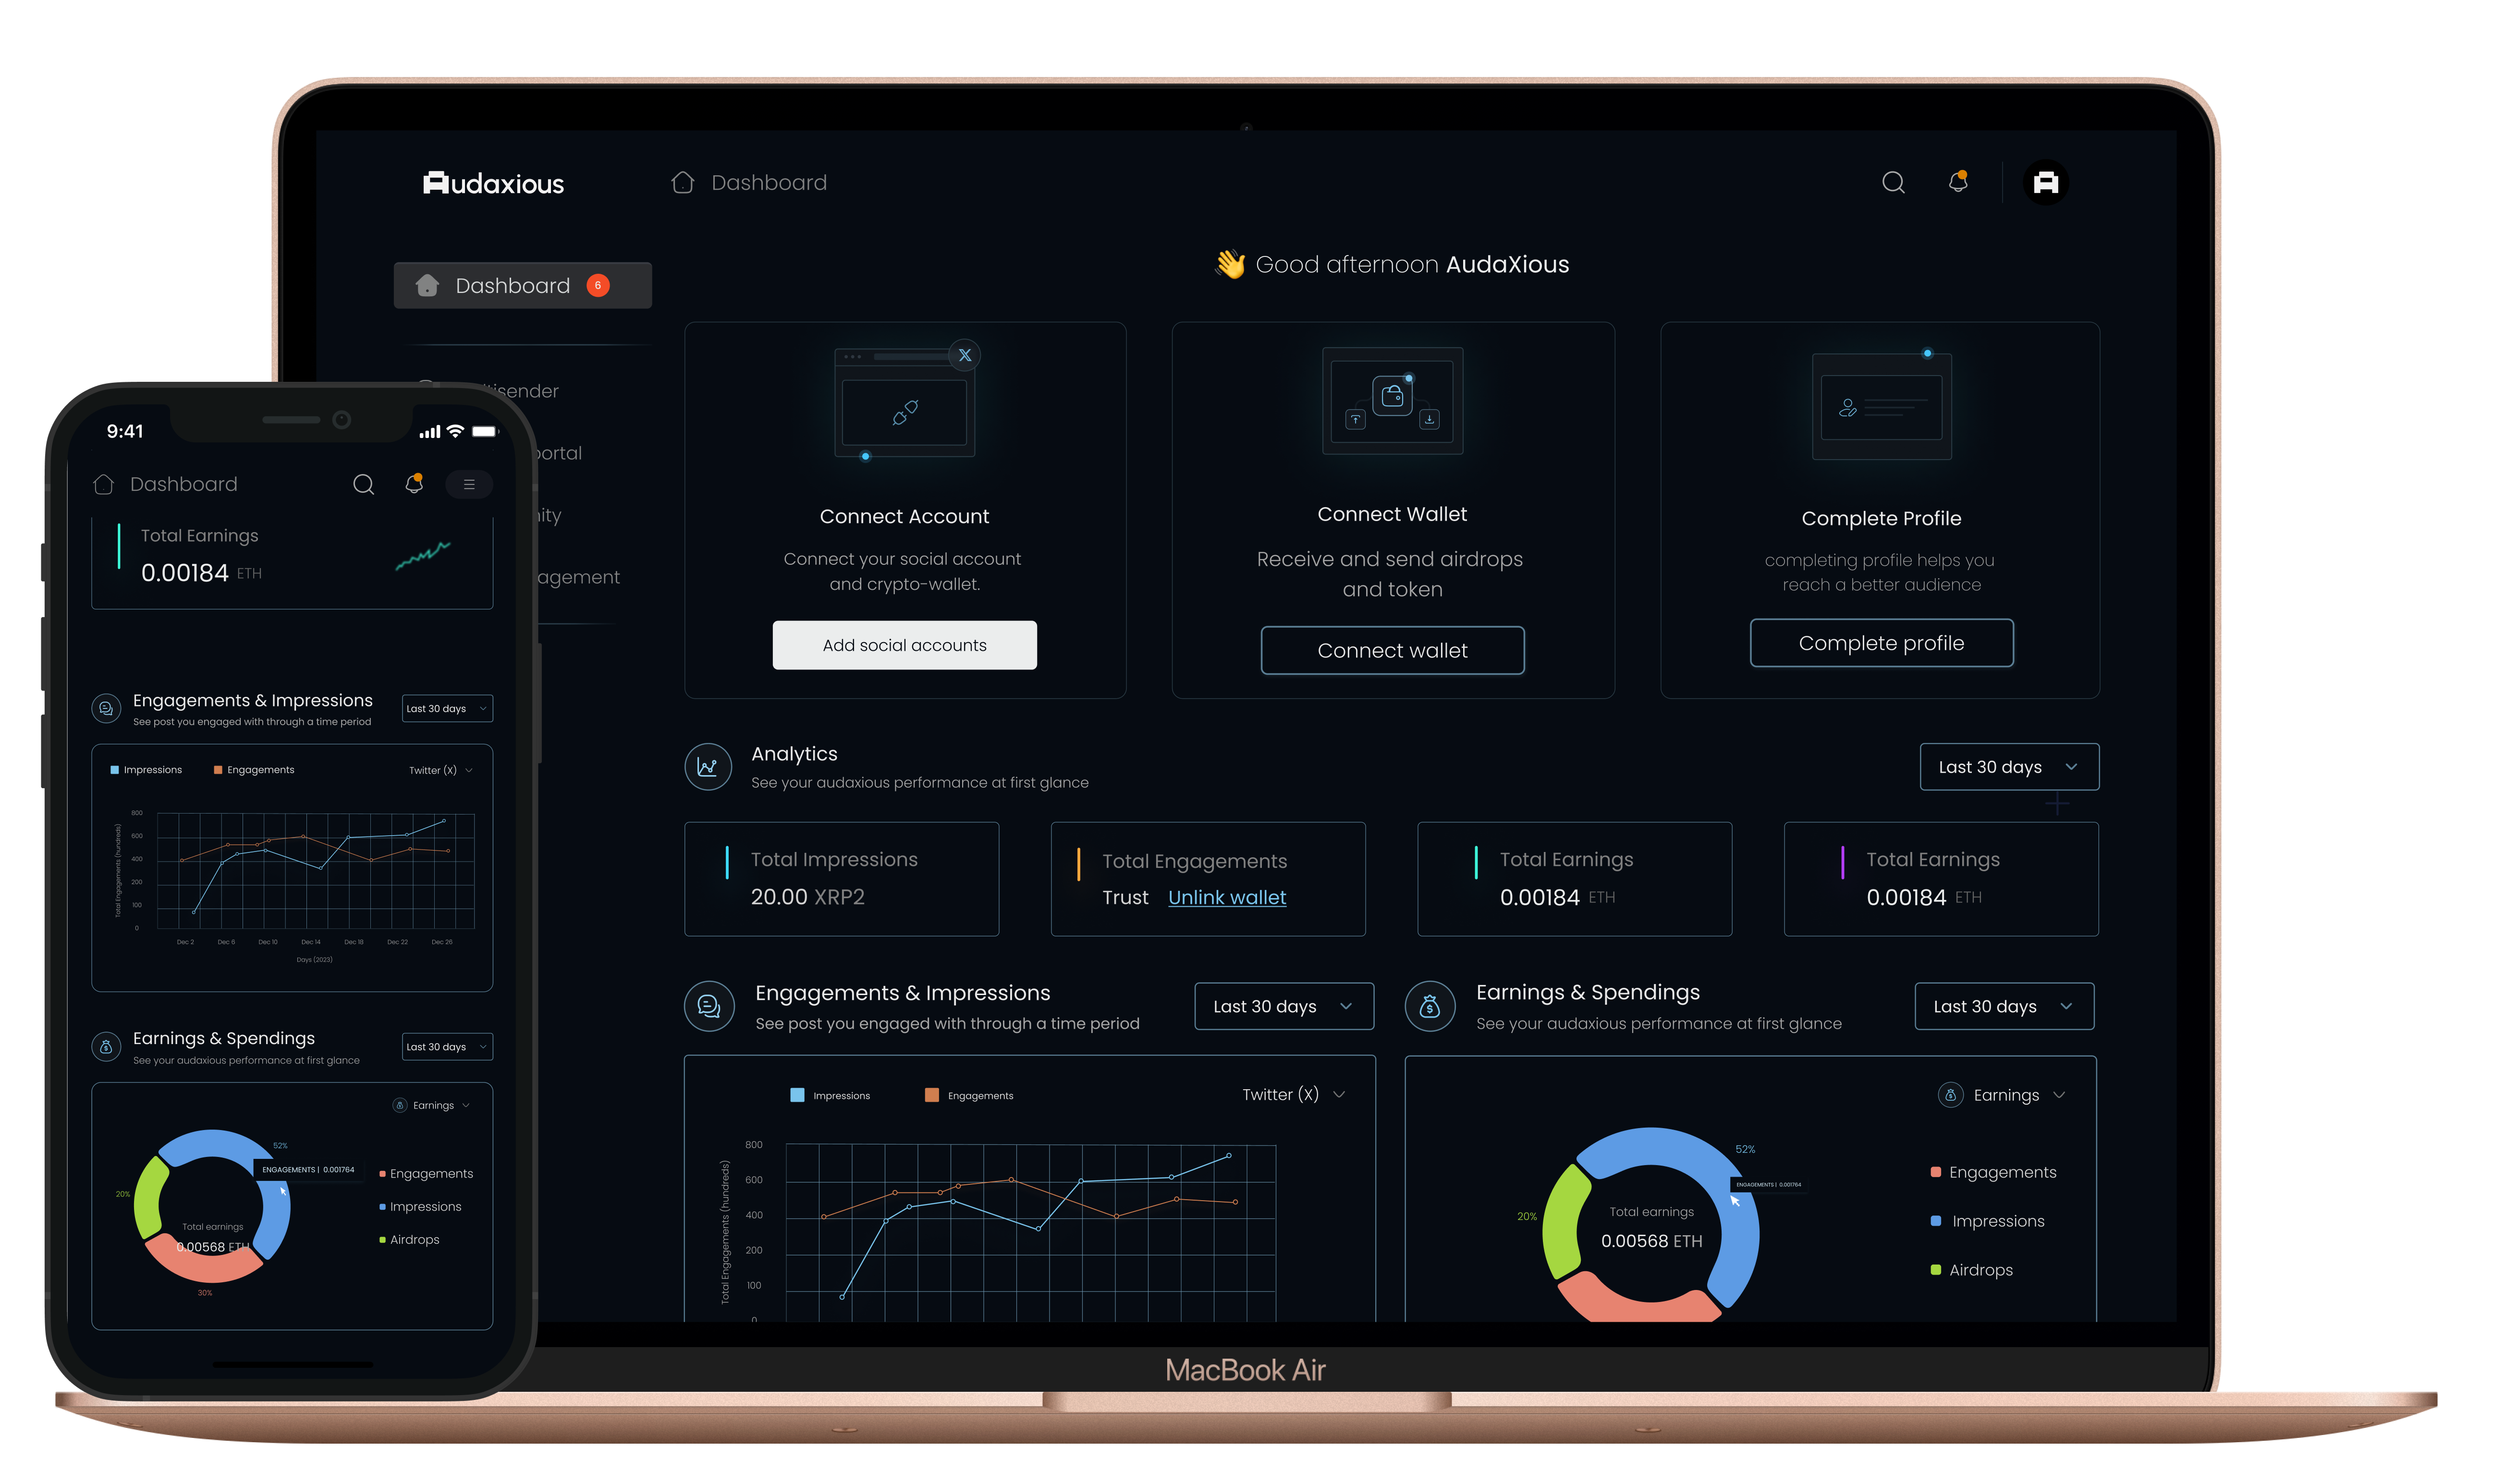 Audaxious
Dashboard
👋 Good afternoon AudaXious
Dashboard 6
Connect Account
Connect your social account
and crypto-wallet.
Add social accounts
Connect Wallet
Receive and send airdrops
and token
Connect wallet
Complete Profile
completing profile helps you
reach a better audience
Complete profile
Analytics
See your audaxious performance at first glance
Last 30 days
Total Impressions
20.00 XRP2
Total Engagements
Trust Unlink wallet
Total Earnings
0.00184 ETH
Total Earnings
0.00184 ETH
Engagements & Impressions
See post you engaged with through a time period
Last 30 days
Impressions
Engagements
Twitter (X)
Total Engagements (hundreds)
800
600
400
200
100
0
Earnings & Spendings
See your audaxious performance at first glance
Last 30 days
Earnings
52%
ENGAGEMENTS | 0.001764
20%
Total earnings
0.00568 ETH
Engagements
Impressions
Airdrops
MacBook Air
9:41
Dashboard
Total Earnings
0.00184 ETH
Engagements & Impressions
See post you engaged with through a time period
Last 30 days
Impressions
Engagements
Twitter (X)
Total Engagements (hundreds)
800
600
400
200
100
0
Dec 2 Dec 6 Dec 10 Dec 14 Dec 18 Dec 22 Dec 26
Days (2023)
Earnings & Spendings
See your audaxious performance at first glance
Last 30 days
Earnings
52%
ENGAGEMENTS | 0.001764
20%
Total earnings
0.00568 ETH
30%
Engagements
Impressions
Airdrops